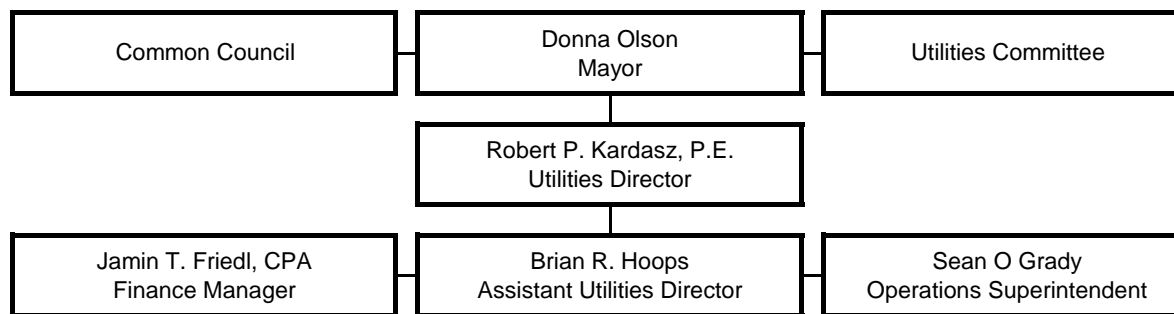 Common Council
Donna Olson
Mayor
Utilities Committee
Robert P. Kardasz, P.E.
Utilities Director
Jamin T. Friedl, CPA
Finance Manager
Brian R. Hoops
Assistant Utilities Director
Sean O Grady
Operations Superintendent